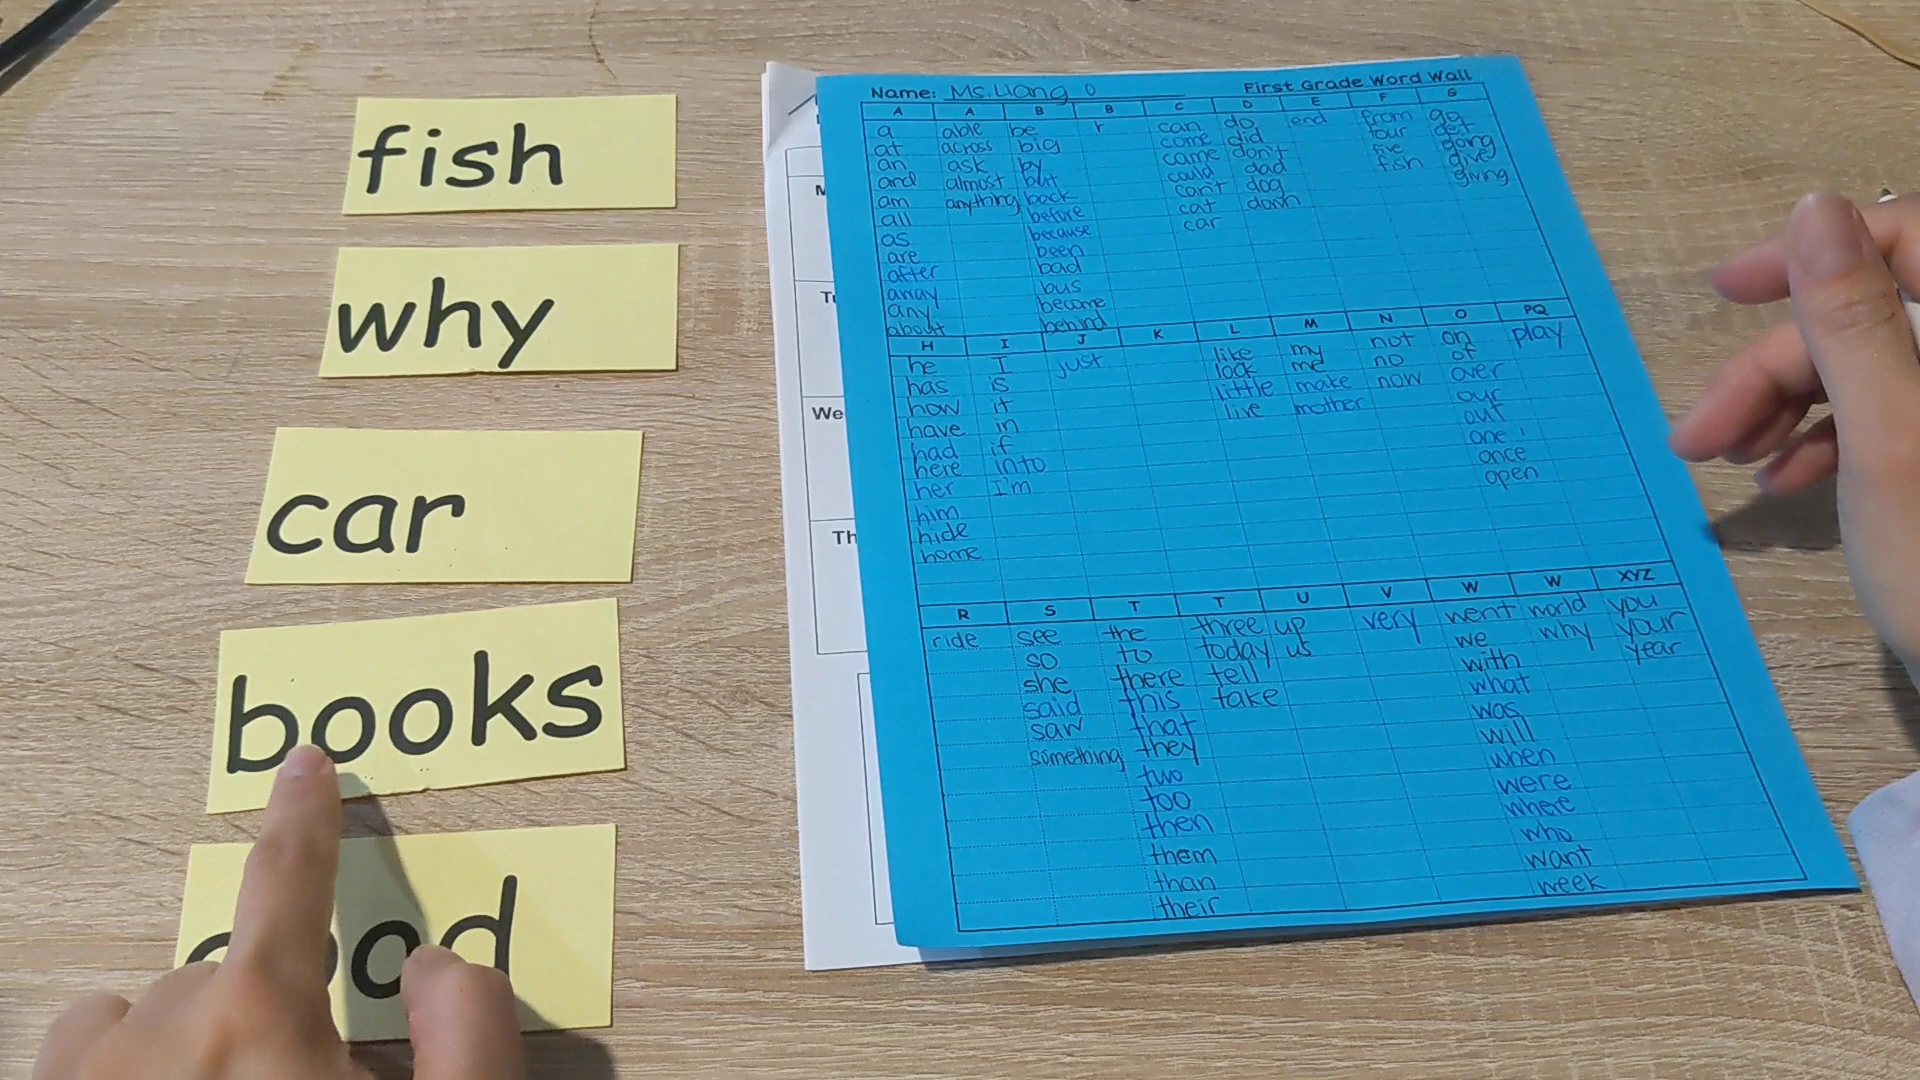 fish
why
car
books
Name: Ms. Liang
First Grade Word Wall
A A B B C D E F G
a able be r can do end from go
at across big come did four get
an ask by came don't five going
and almost but could dad fish give
am anything back can't dog giving
all before cat
as because car
are been
after bad
away bus
any become
about behind
H I J K L M N O PQ
he I just like my not on play
has is look me no of
how it little make now over
have in live mother our
had if out
here into one
her I'm once
him open
hide
home
R S T T U V W W XYZ
ride see the three up very went world you
so to today us we why your
she there tell with year
said this take what
saw that was
something they will
two when
too were
then where
them who
than want
their week
We
Th